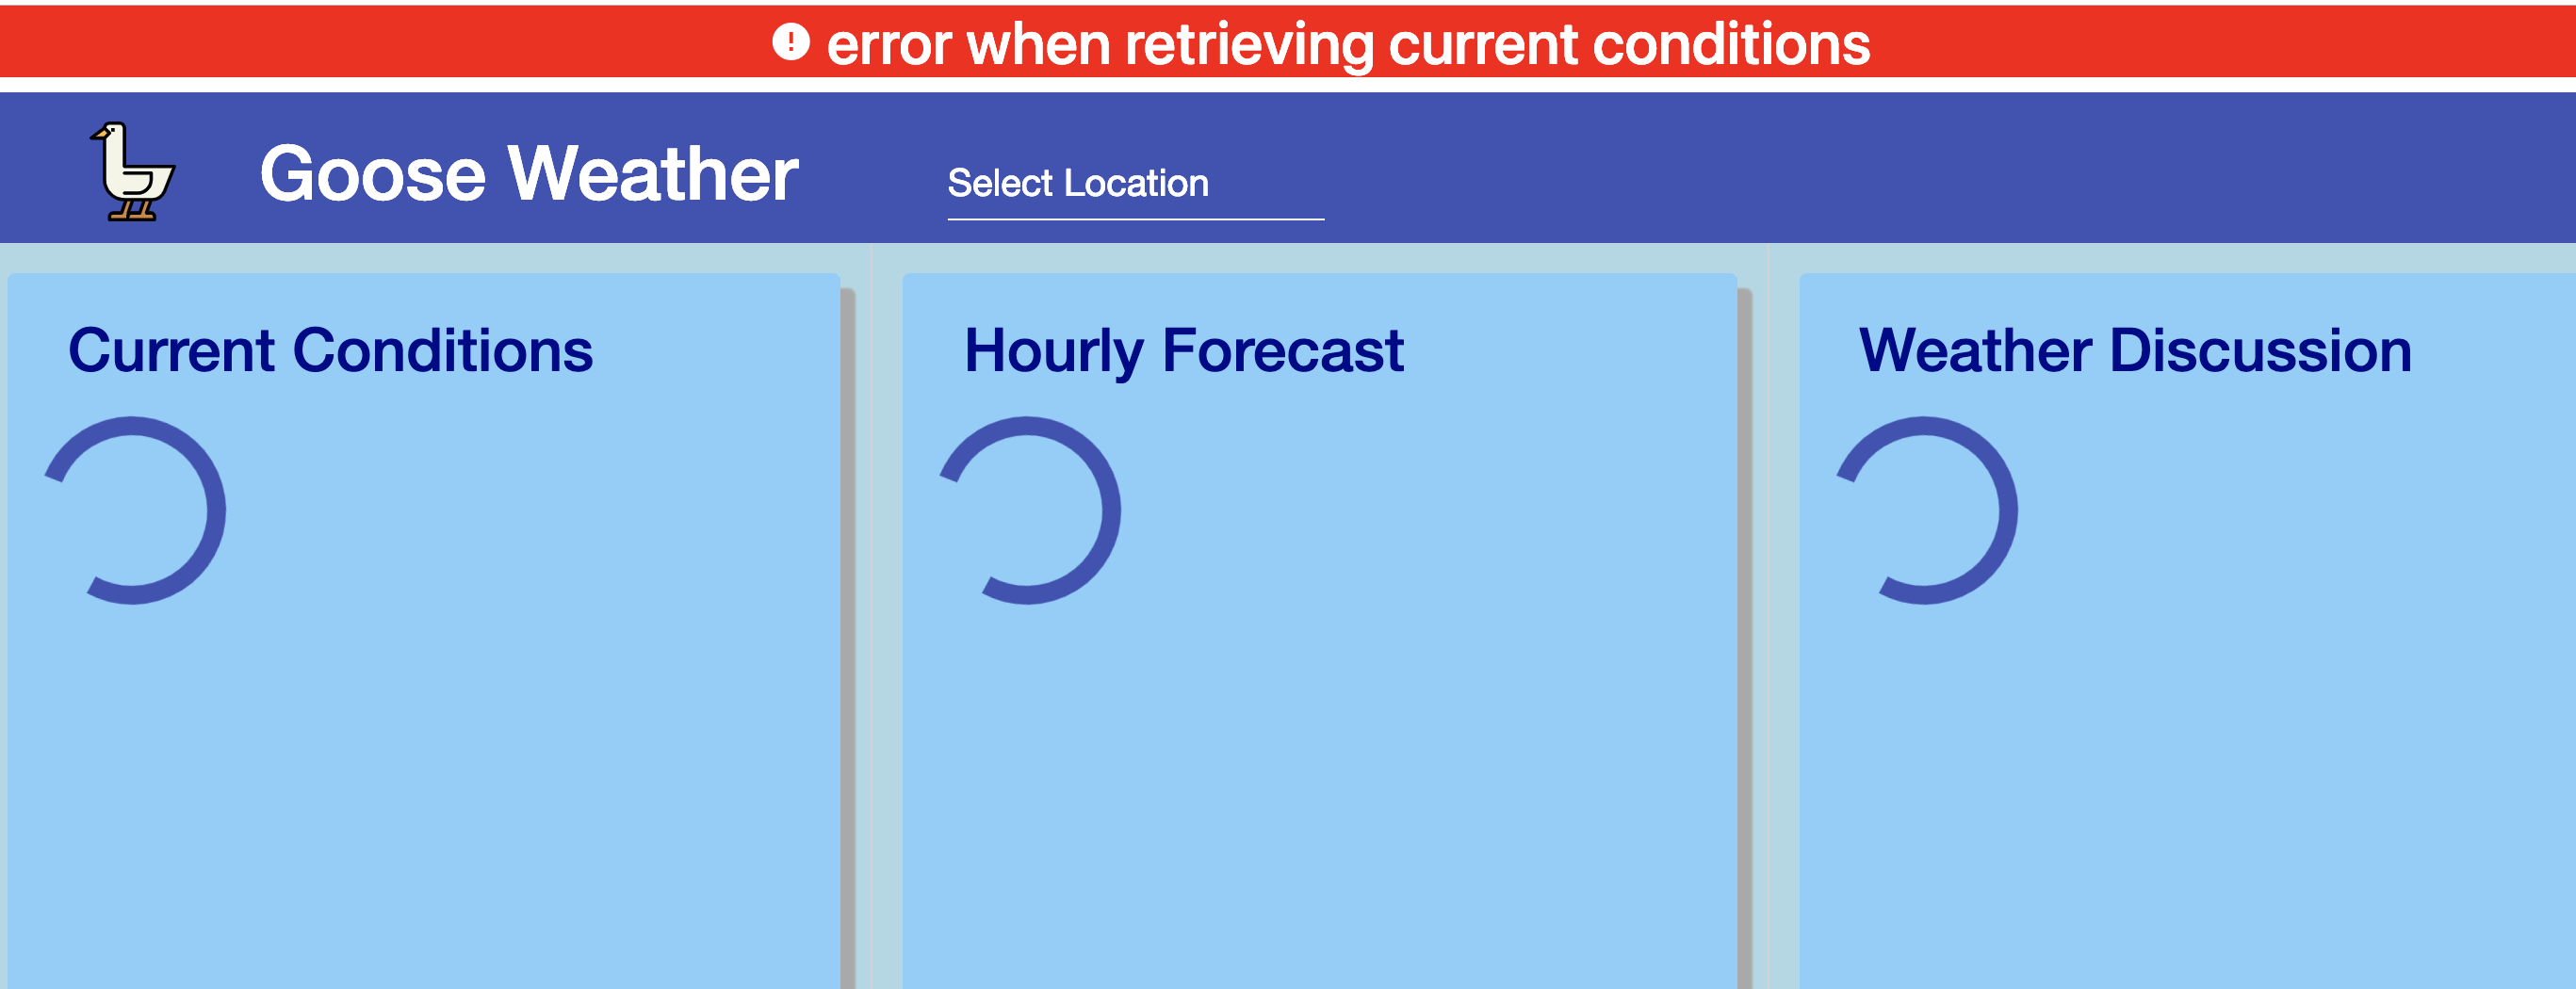 error when retrieving current conditions
Goose Weather
Select Location
Current Conditions
Hourly Forecast
Weather Discussion